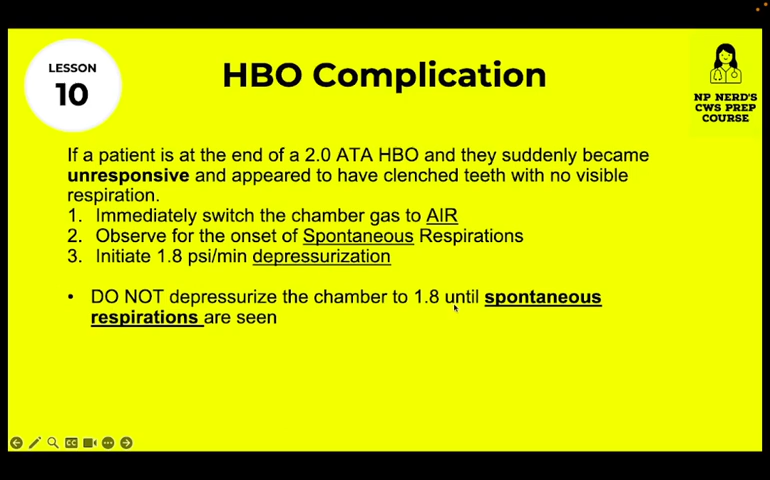 LESSON
10
HBO Complication
NP NERD'S
CWS PREP
COURSE
If a patient is at the end of a 2.0 ATA HBO and they suddenly became
unresponsive and appeared to have clenched teeth with no visible
respiration.
1. Immediately switch the chamber gas to AIR
2. Observe for the onset of Spontaneous Respirations
3. Initiate 1.8 psi/min depressurization
• DO NOT depressurize the chamber to 1.8 until spontaneous
respirations are seen
CC